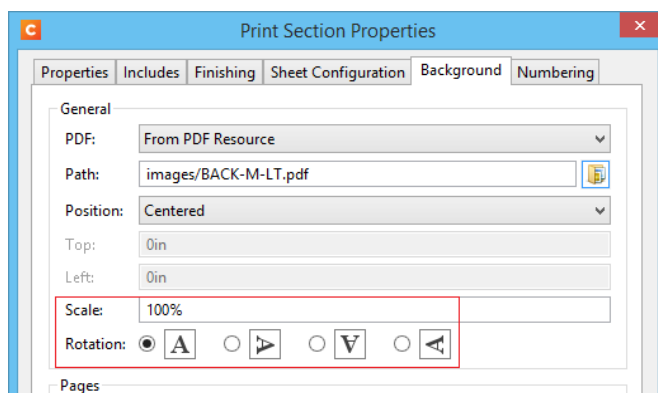 C
Print Section Properties
Properties Includes Finishing Sheet Configuration Background Numbering
General
PDF: From PDF Resource
Path: images/BACK-M-LT.pdf
Position: Centered
Top: 0in
Left: 0in
Scale: 100%
Rotation: A A A A
Pages